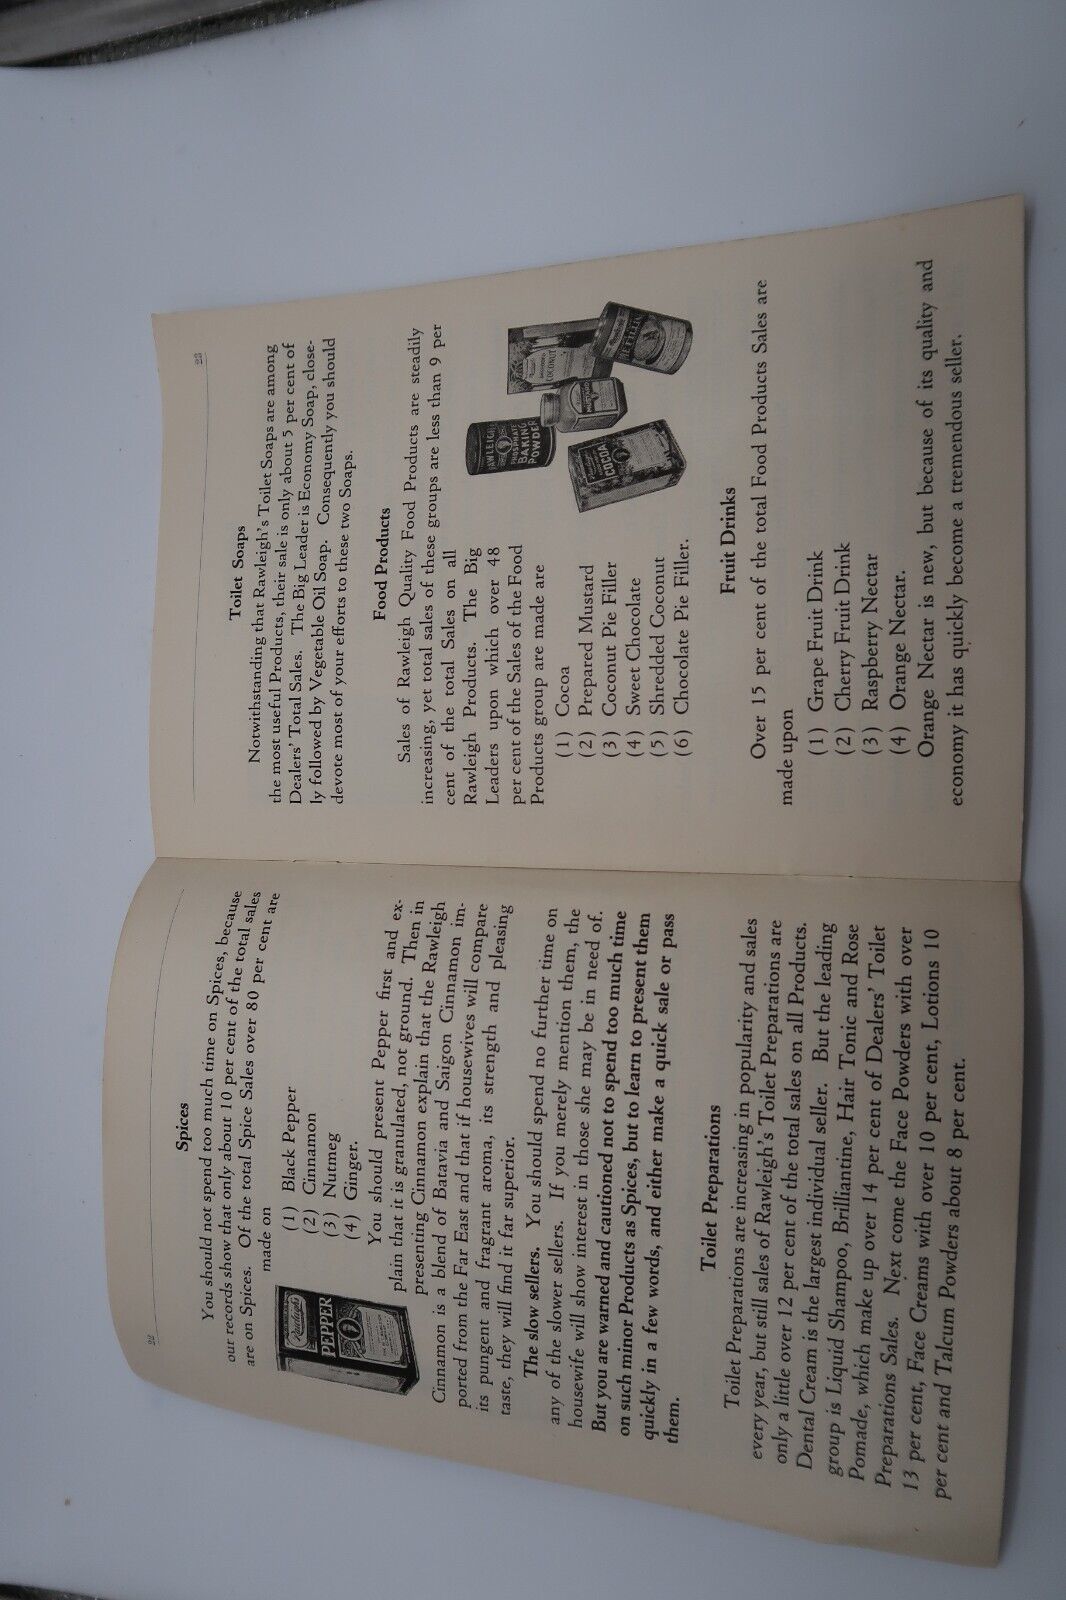 22
Spices
You should not spend too much time on Spices, because
our records show that only about 10 per cent of the total sales
are on Spices. Of the total Spice Sales over 80 per cent are
made on
(1) Black Pepper
(2) Cinnamon
(3) Nutmeg
(4) Ginger.
Rawleigh's
PEPPER
You should present Pepper first and ex-
plain that it is granulated, not ground. Then in
presenting Cinnamon explain that the Rawleigh
Cinnamon is a blend of Batavia and Saigon Cinnamon im-
ported from the Far East and that if housewives will compare
its pungent and fragrant aroma, its strength and pleasing
taste, they will find it far superior.
The slow sellers. You should spend no further time on
any of the slower sellers. If you merely mention them, the
housewife will show interest in those she may be in need of.
But you are warned and cautioned not to spend too much time
on such minor Products as Spices, but to learn to present them
quickly in a few words, and either make a quick sale or pass
them.
Toilet Preparations
Toilet Preparations are increasing in popularity and sales
every year, but still sales of Rawleigh's Toilet Preparations are
only a little over 12 per cent of the total sales on all Products.
Dental Cream is the largest individual seller. But the leading
group is Liquid Shampoo, Brilliantine, Hair Tonic and Rose
Pomade, which make up over 14 per cent of Dealers' Toilet
Preparations Sales. Next come the Face Powders with over
13 per cent, Face Creams with over 10 per cent, Lotions 10
per cent and Talcum Powders about 8 per cent.
23
Toilet Soaps
Notwithstanding that Rawleigh's Toilet Soaps are among
the most useful Products, their sale is only about 5 per cent of
Dealers' Total Sales. The Big Leader is Economy Soap, close-
ly followed by Vegetable Oil Soap. Consequently you should
devote most of your efforts to these two Soaps.
Food Products
Sales of Rawleigh Quality Food Products are steadily
increasing, yet total sales of these groups are less than 9 per
cent of the total Sales on all
Rawleigh Products. The Big
Leaders upon which over 48
per cent of the Sales of the Food
Products group are made are
(1) Cocoa
(2) Prepared Mustard
(3) Coconut Pie Filler
(4) Sweet Chocolate
(5) Shredded Coconut
(6) Chocolate Pie Filler.
RAWLEIGH'S
PHOSPHATE
BAKING
POWDER
COCONUT
COCOA
Fruit Drinks
Over 15 per cent of the total Food Products Sales are
made upon
(1) Grape Fruit Drink
(2) Cherry Fruit Drink
(3) Raspberry Nectar
(4) Orange Nectar.
Orange Nectar is new, but because of its quality and
economy it has quickly become a tremendous seller.